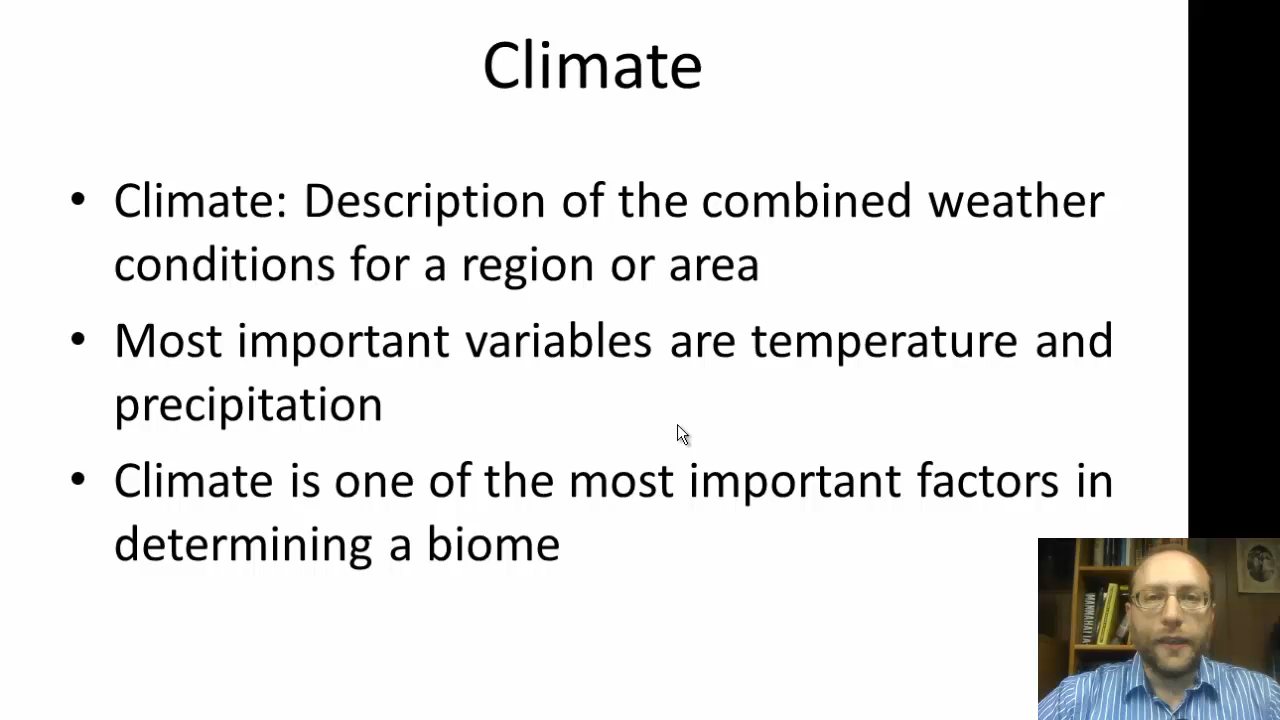 Climate
• Climate: Description of the combined weather
conditions for a region or area
• Most important variables are temperature and
precipitation
• Climate is one of the most important factors in
determining a biome
MANNAHATTA